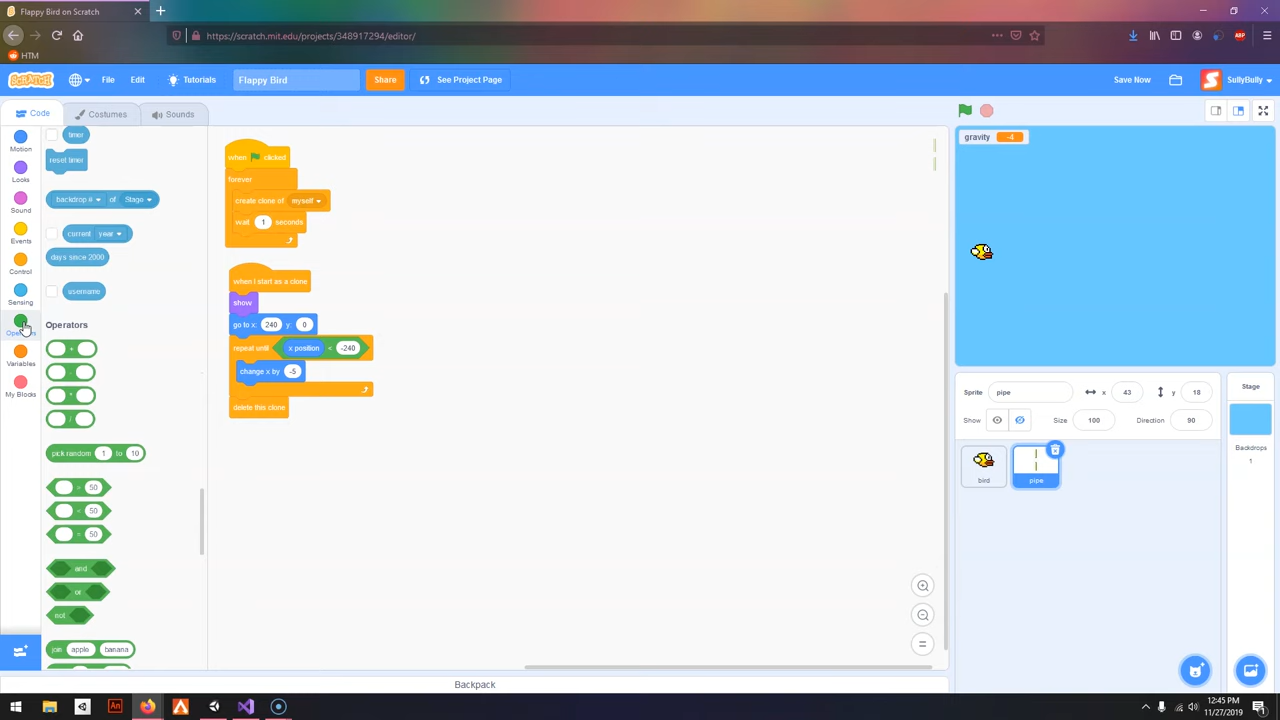 Flappy Bird on Scratch
https://scratch.mit.edu/projects/348917294/editor/
HTM
SCRATCH
File
Edit
Tutorials
Flappy Bird
Share
See Project Page
Save Now
SullyBully
Code
Costumes
Sounds
Motion
Looks
Sound
Events
Control
Sensing
Operators
Variables
My Blocks
timer
reset timer
backdrop # of Stage
current year
days since 2000
username
Operators
+
-
*
/
pick random 1 to 10
> 50
< 50
= 50
and
or
not
join apple banana
when clicked
forever
create clone of myself
wait 1 seconds
when I start as a clone
show
go to x: 240 y: 0
repeat until x position < -240
change x by -5
delete this clone
gravity -4
Sprite pipe x 43 y 18
Show Size 100 Direction 90
bird
pipe
Stage
Backdrops
1
Backpack
An
12:45 PM
11/27/2019